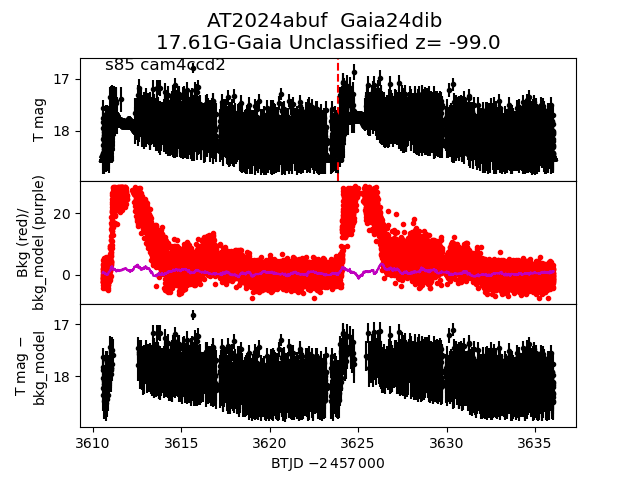 AT2024abuf  Gaia24dib
17.61G-Gaia Unclassified z= -99.0
s85 cam4ccd2
T mag
17
18
Bkg (red)/
bkg_model (purple)
20
0
T mag −
bkg_model
17
18
3610 3615 3620 3625 3630 3635
BTJD −2 457 000